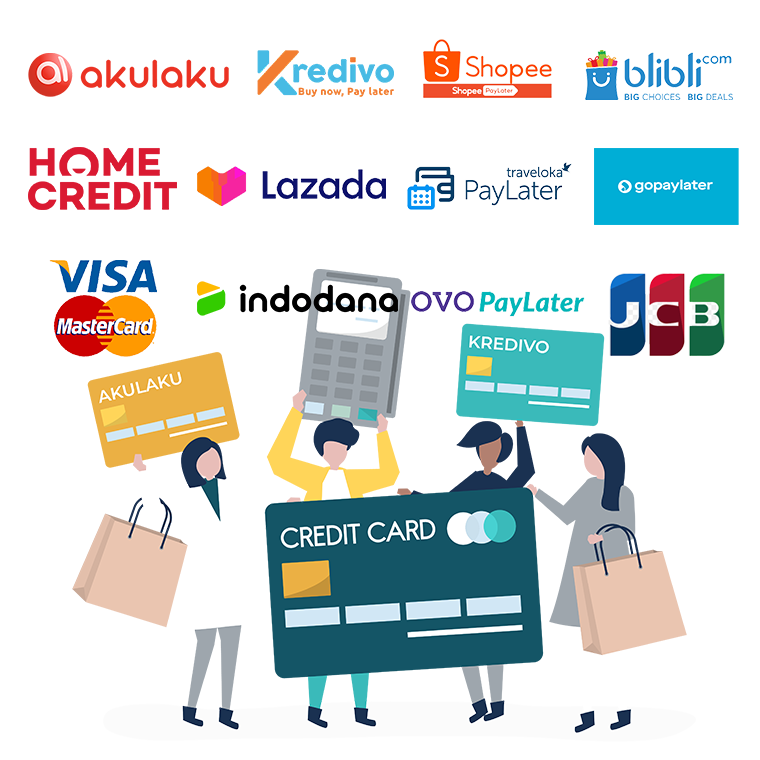 akulaku
Kredivo
Buy now, Pay later
S Shopee
Shopee PayLater
blibli.com
BIG CHOICES BIG DEALS
HOME
CREDIT
Lazada
traveloka
PayLater
gopaylater
VISA
MasterCard
indodana
OVO PayLater
JCB
AKULAKU
KREDIVO
CREDIT CARD